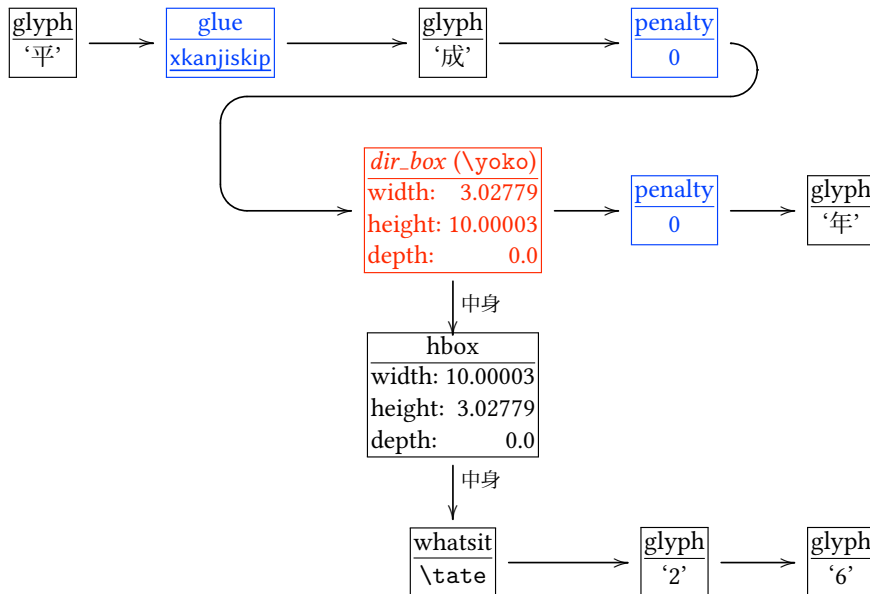 glyph
‘平’
glue
xkanjiskip
glyph
‘成’
penalty
0
dir_box (\yoko)
width: 3.02779
height: 10.00003
depth: 0.0
penalty
0
glyph
‘年’
中身
hbox
width: 10.00003
height: 3.02779
depth: 0.0
中身
whatsit
\tate
glyph
‘2’
glyph
‘6’